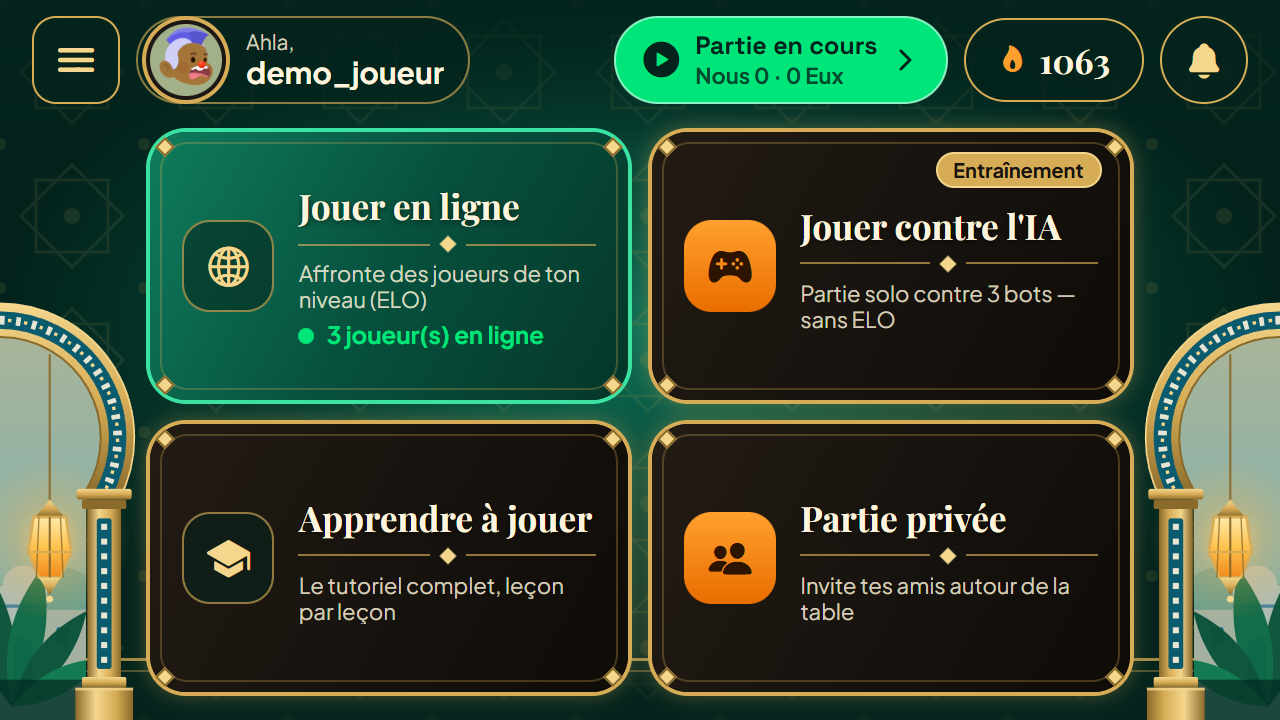 Ahla,
demo_joueur
Partie en cours
Nous 0 · 0 Eux
1063
Jouer en ligne
Affronte des joueurs de ton
niveau (ELO)
3 joueur(s) en ligne
Entraînement
Jouer contre l'IA
Partie solo contre 3 bots —
sans ELO
Apprendre à jouer
Le tutoriel complet, leçon
par leçon
Partie privée
Invite tes amis autour de la
table